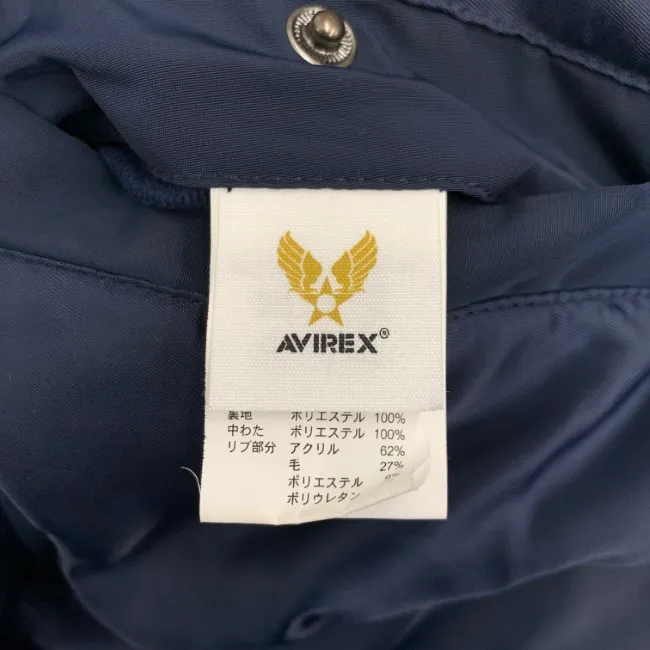 AVIREX®
裏地 ポリエステル 100%
中わた ポリエステル 100%
リブ部分 アクリル 62%
毛 27%
ポリエステル
ポリウレタン